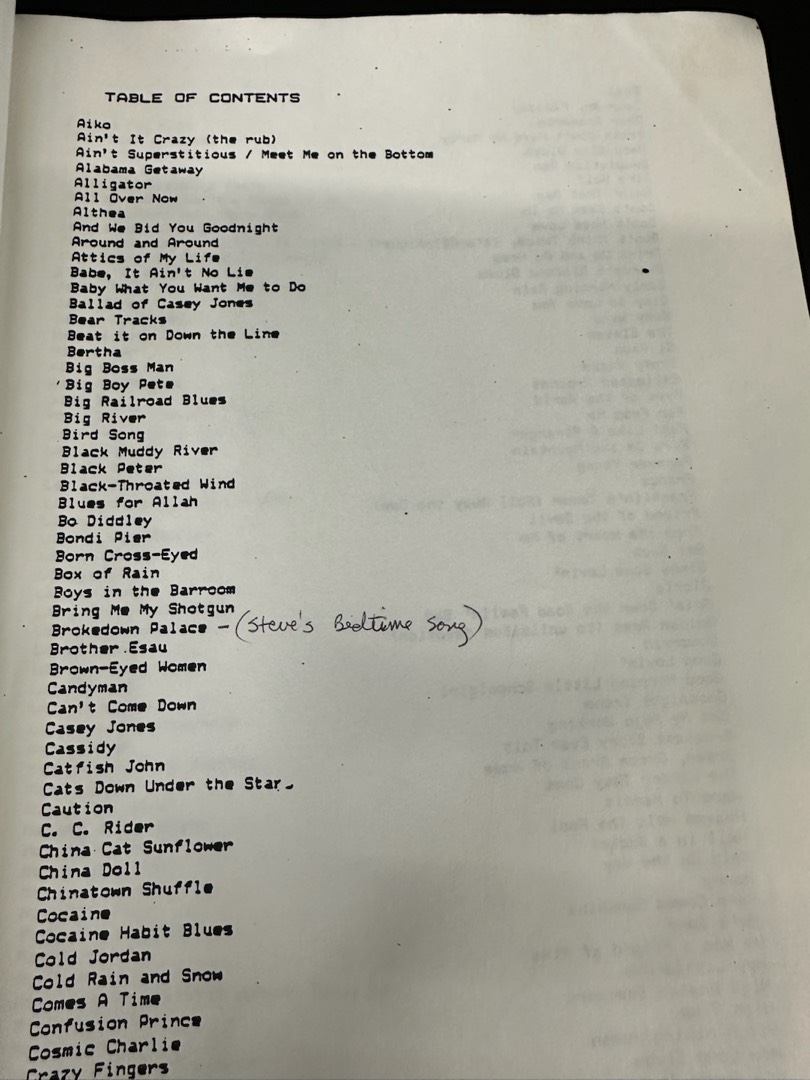 TABLE OF CONTENTS
Aiko
Ain't It Crazy (the rub)
Ain't Superstitious / Meet Me on the Bottom
Alabama Getaway
Alligator
All Over Now
Althea
And We Bid You Goodnight
Around and Around
Attics of My Life
Babe, It Ain't No Lie
Baby What You Want Me to Do
Ballad of Casey Jones
Bear Tracks
Beat it on Down the Line
Bertha
Big Boss Man
Big Boy Pete
Big Railroad Blues
Big River
Bird Song
Black Muddy River
Black Peter
Black-Throated Wind
Blues for Allah
Bo Diddley
Bondi Pier
Born Cross-Eyed
Box of Rain
Boys in the Barroom
Bring Me My Shotgun
Brokedown Palace - (Steve's Bedtime Song)
Brother Esau
Brown-Eyed Women
Candyman
Can't Come Down
Casey Jones
Cassidy
Catfish John
Cats Down Under the Star
Caution
C. C. Rider
China Cat Sunflower
China Doll
Chinatown Shuffle
Cocaine
Cocaine Habit Blues
Cold Jordan
Cold Rain and Snow
Comes A Time
Confusion Prince
Cosmic Charlie
Crazy Fingers